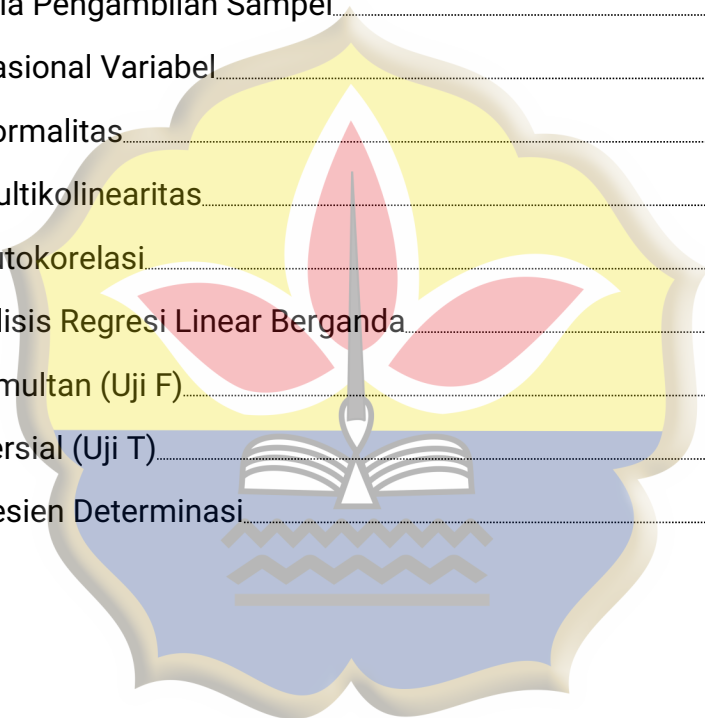 ia Pengambilan Sampel
asional Variabel
ormalitas
ultikolinearitas
utokorelasi
lisis Regresi Linear Berganda
multan (Uji F)
ersial (Uji T)
esien Determinasi